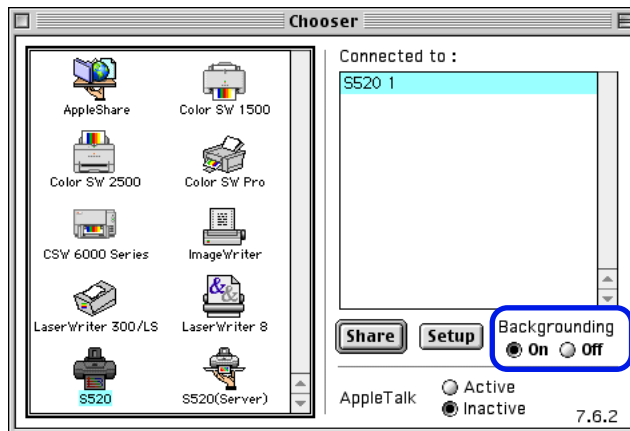 Chooser
AppleShare
Color SW 1500
Color SW 2500
Color SW Pro
CSW 6000 Series
ImageWriter
LaserWriter 300/LS
LaserWriter 8
S520
S520(Server)
Connected to :
S520 1
Share
Setup
Backgrounding
On Off
AppleTalk
Active
Inactive
7.6.2